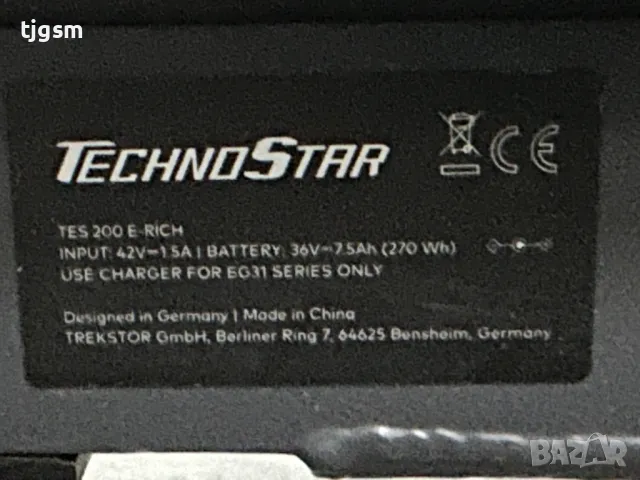 tjgsm
TECHNOSTAR
CE
TES 200 E-RICH
INPUT: 42V⎓1.5A | BATTERY: 36V⎓7.5Ah (270 Wh)
USE CHARGER FOR EG31 SERIES ONLY
Designed in Germany | Made in China
TREKSTOR GmbH, Berliner Ring 7, 64625 Bensheim, Germany
BAZAR